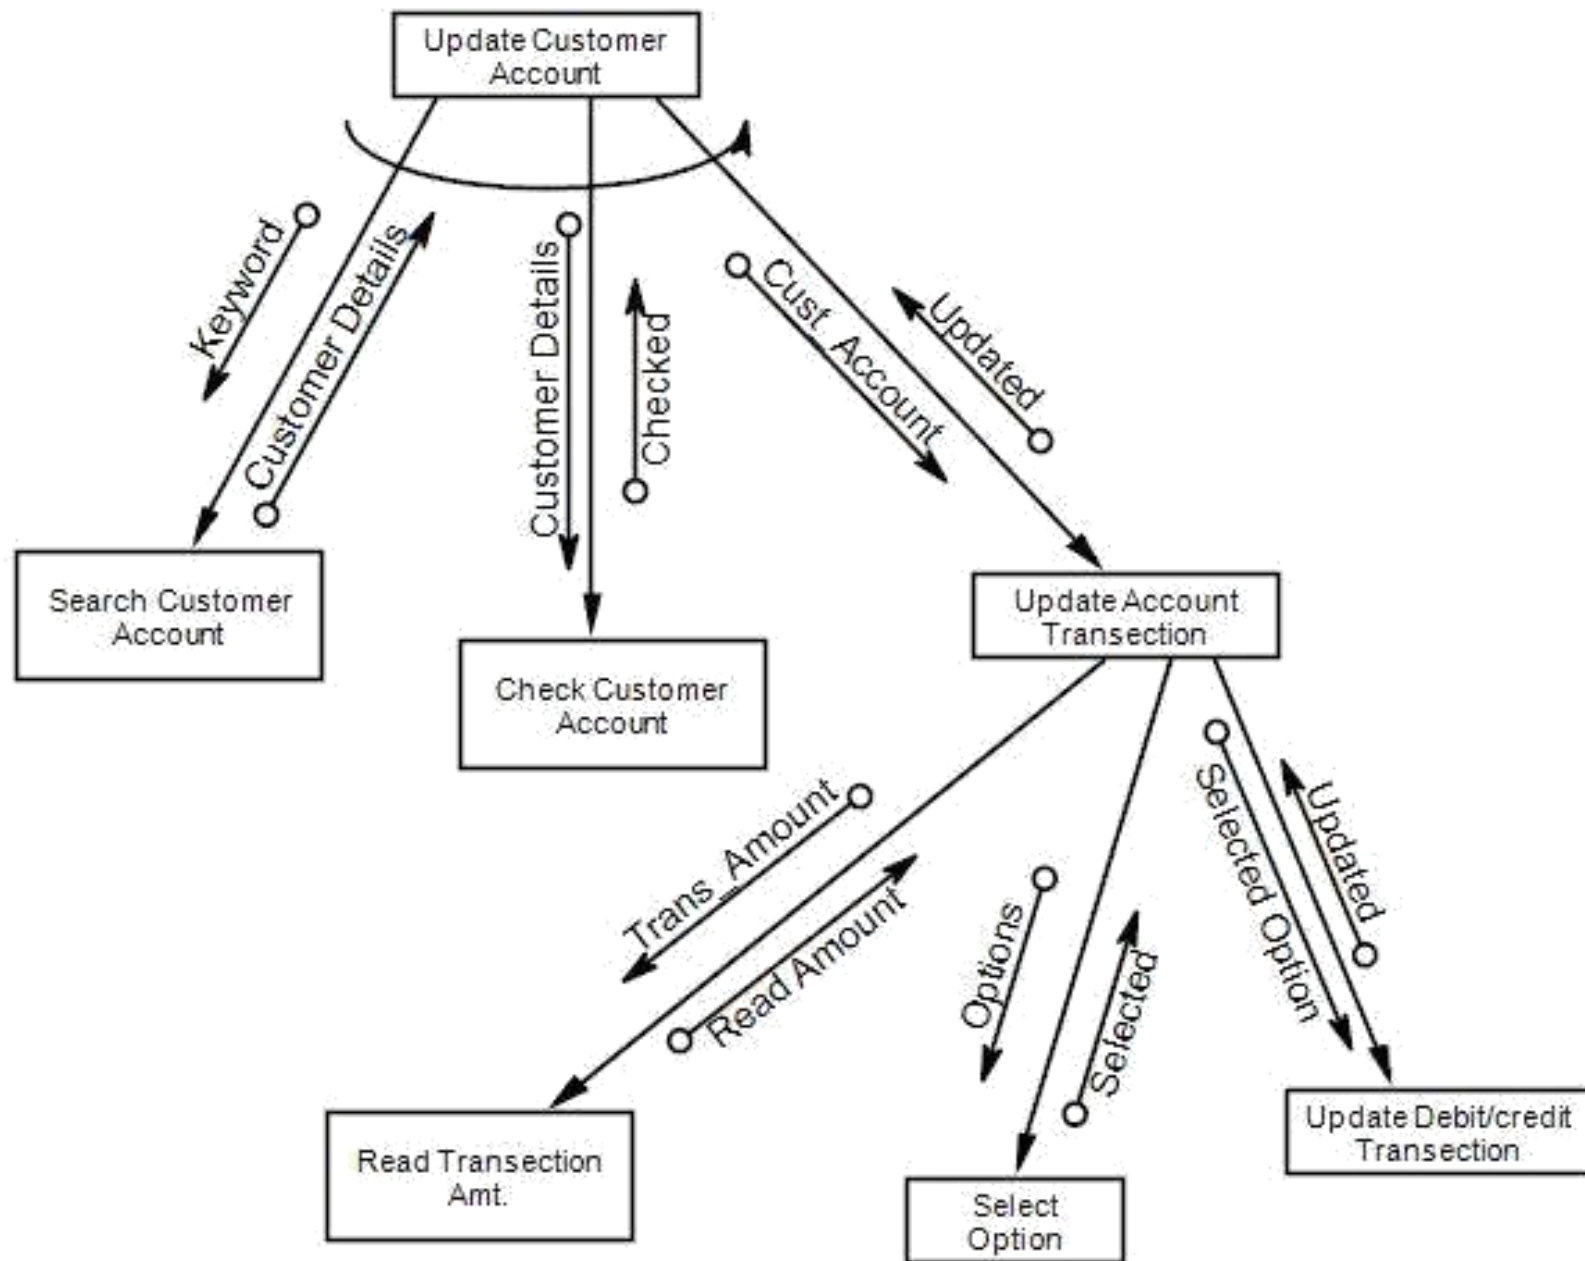 Update Customer
Account
Keyword
Customer Details
Customer Details
Checked
Cust_Account
Updated
Search Customer
Account
Check Customer
Account
Update Account
Transection
Trans_Amount
Read Amount
Options
Selected
Selected Option
Updated
Read Transection
Amt.
Select
Option
Update Debit/credit
Transection